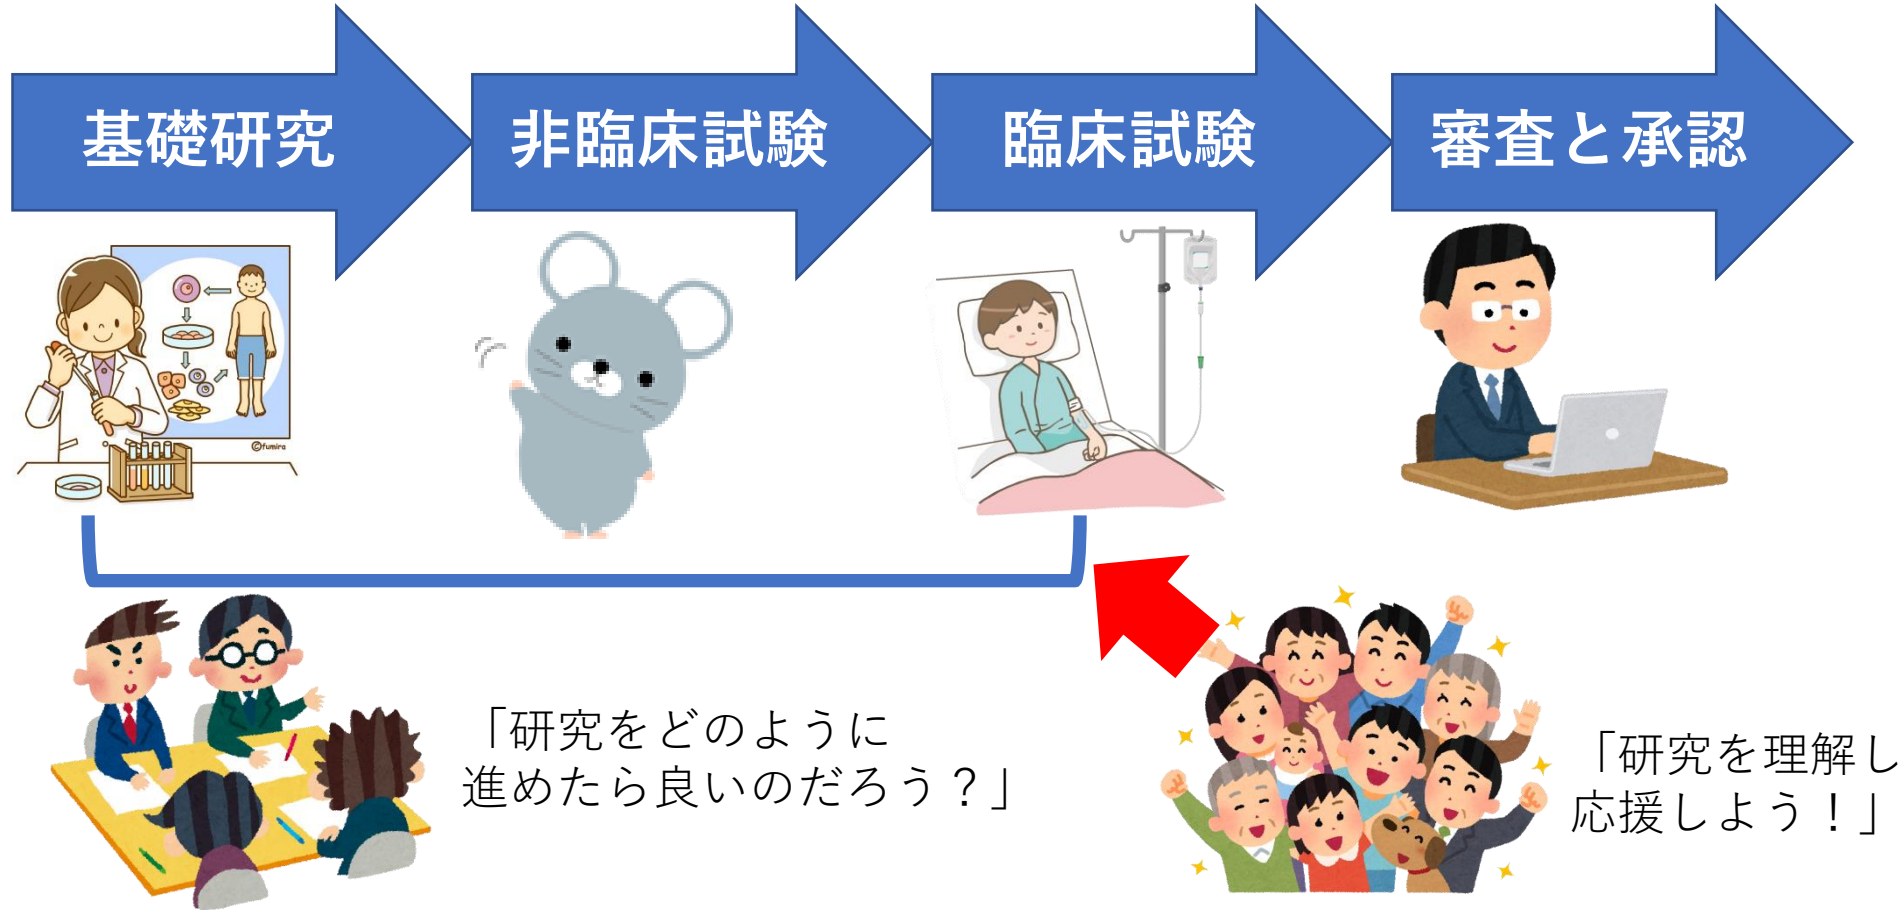 基礎研究
非臨床試験
臨床試験
審査と承認
©fumira
「研究をどのように
進めたら良いのだろう？」
「研究を理解し
応援しよう！」